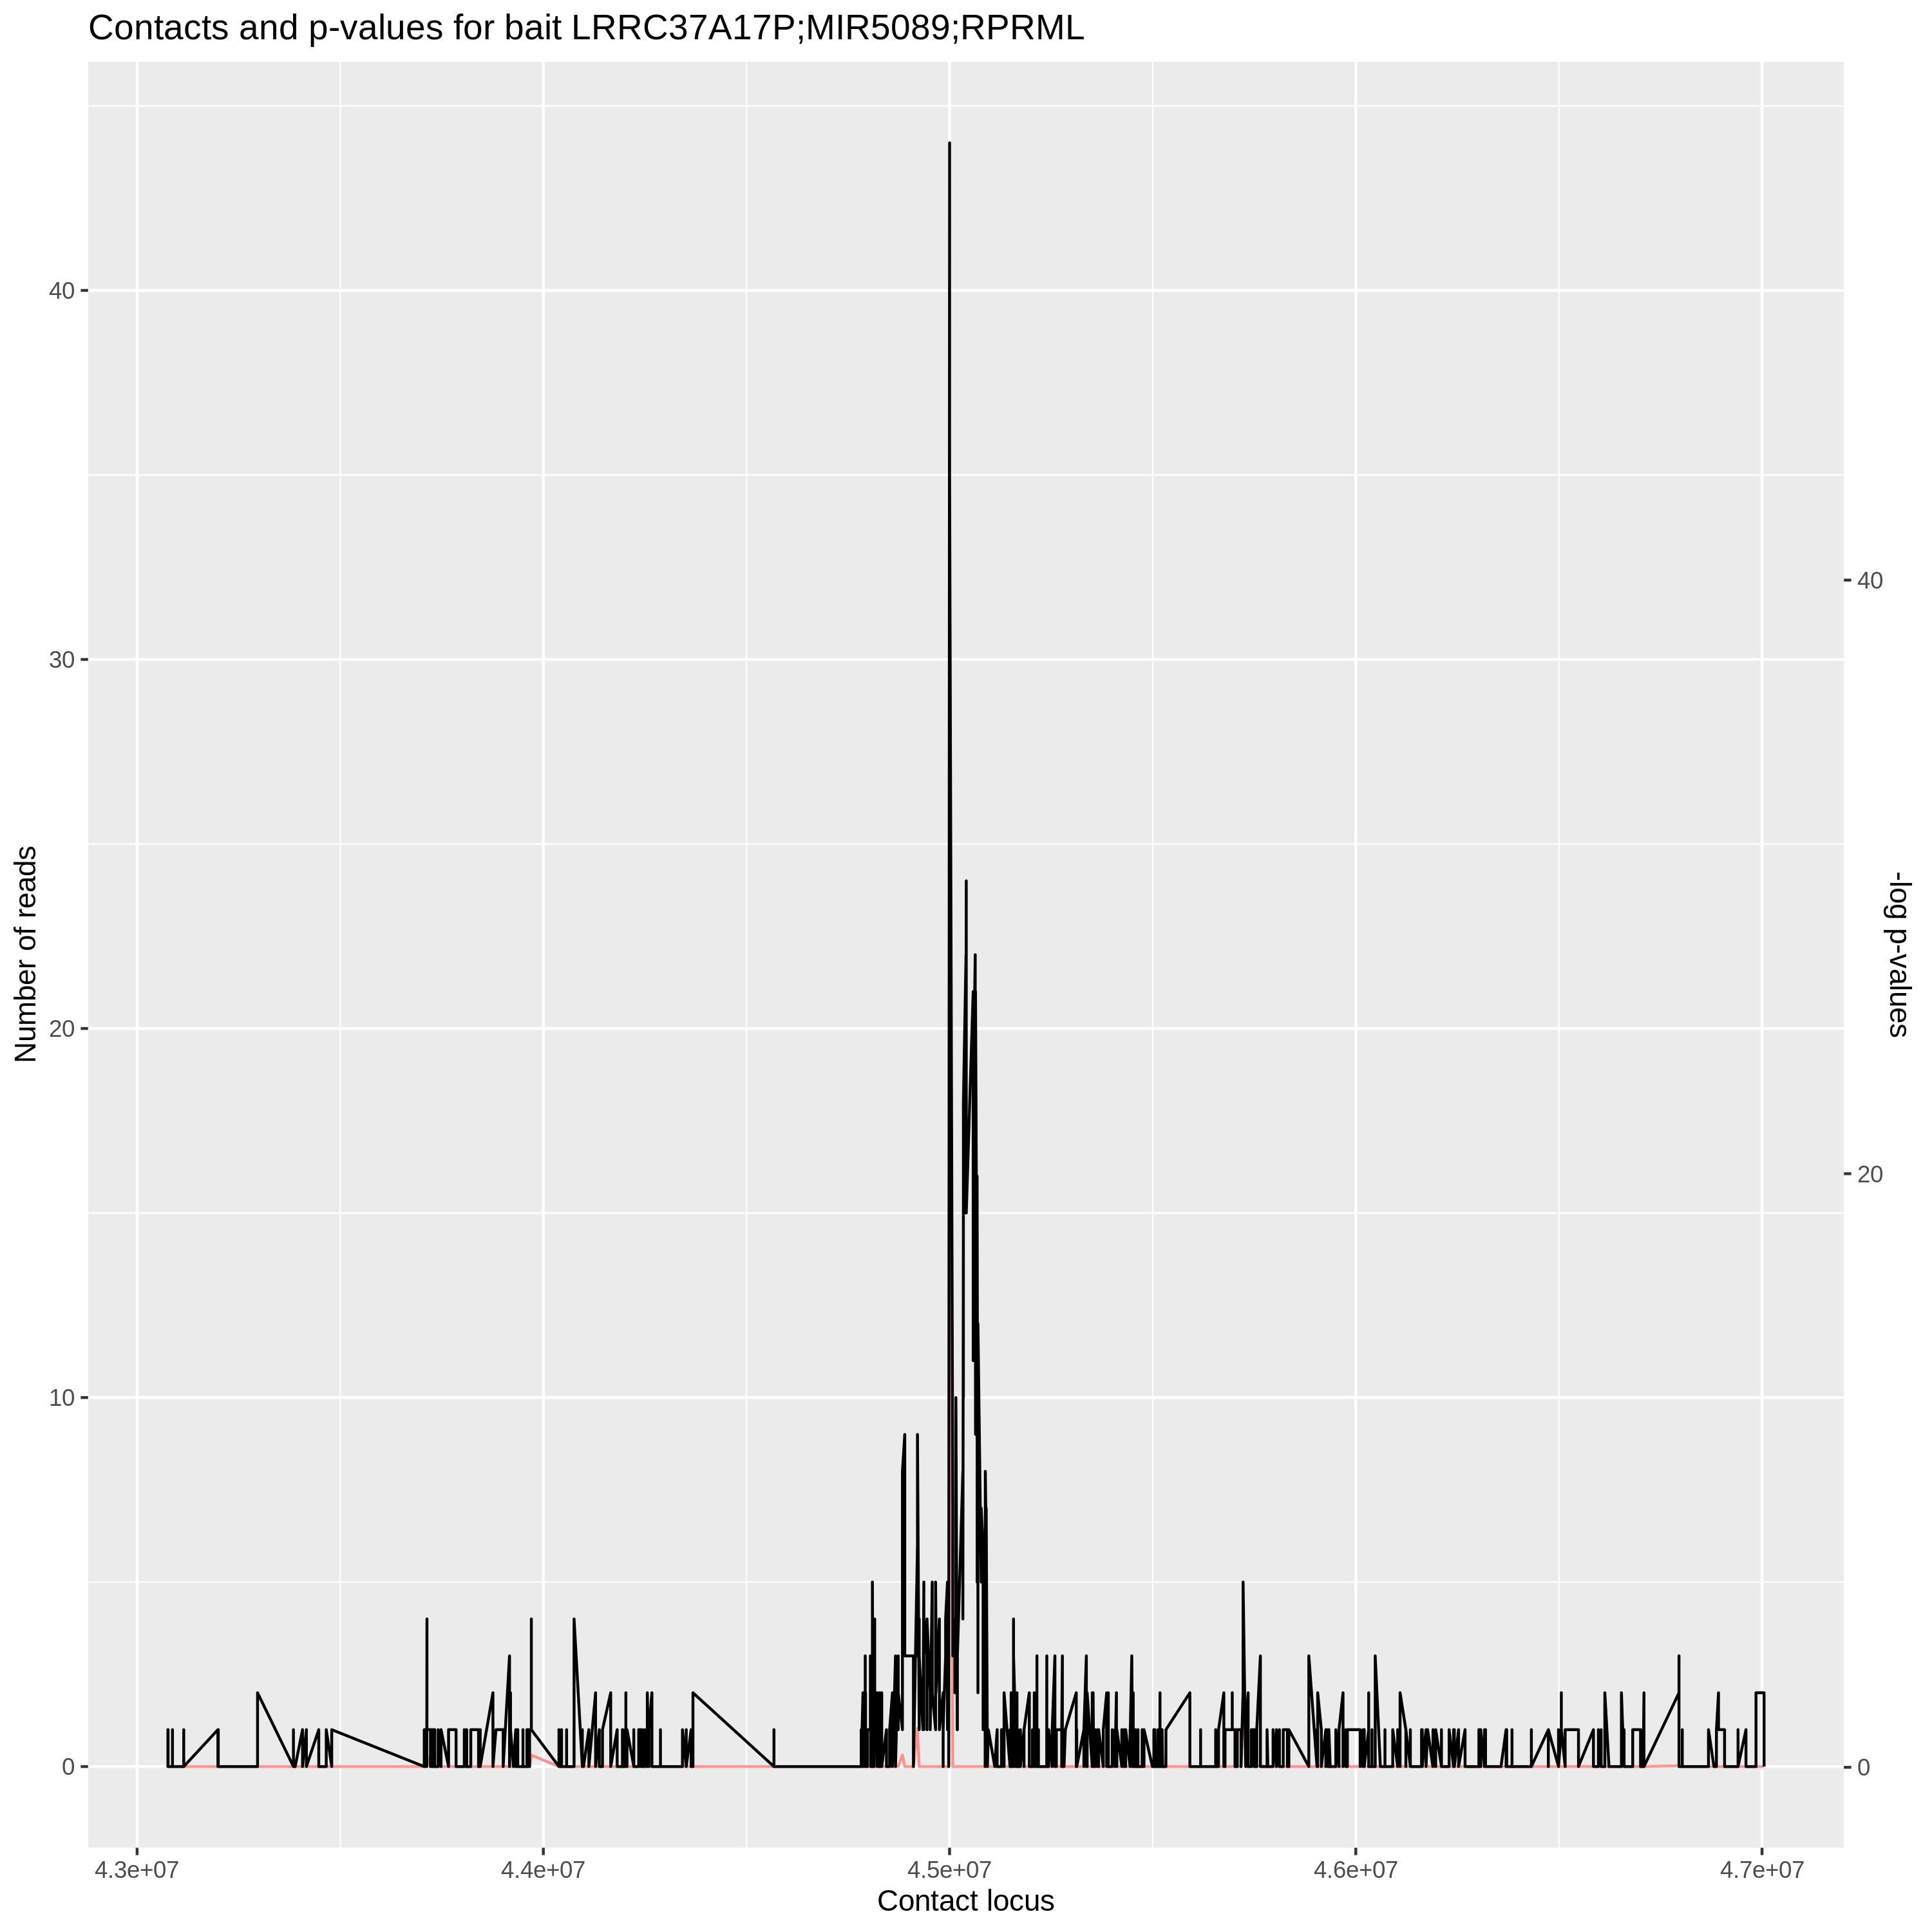 Contacts and p-values for bait LRRC37A17P;MIR5089;RPRML
Number of reads
40
30
20
10
0
40
20
0
-log p-values
4.3e+07
4.4e+07
4.5e+07
4.6e+07
4.7e+07
Contact locus